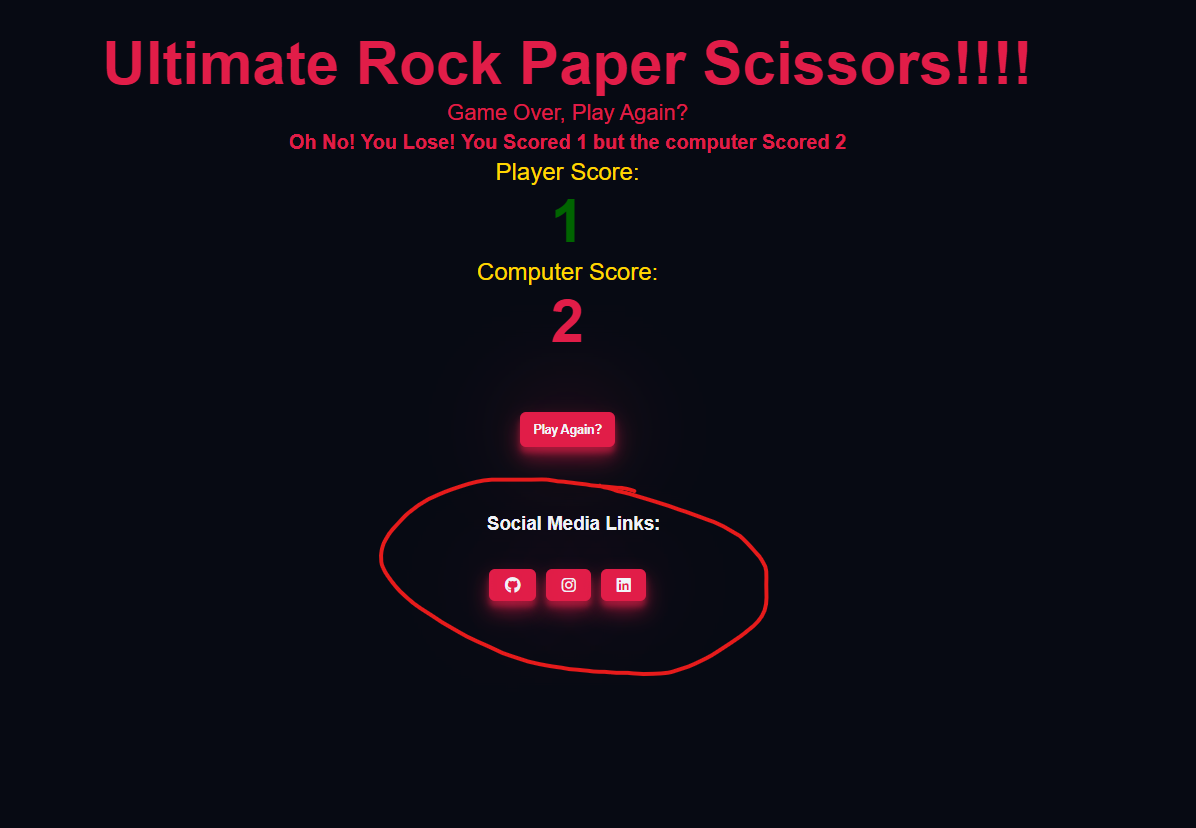 Ultimate Rock Paper Scissors!!!!
Game Over, Play Again?
Oh No! You Lose! You Scored 1 but the computer Scored 2
Player Score:
1
Computer Score:
2
Play Again?
Social Media Links: